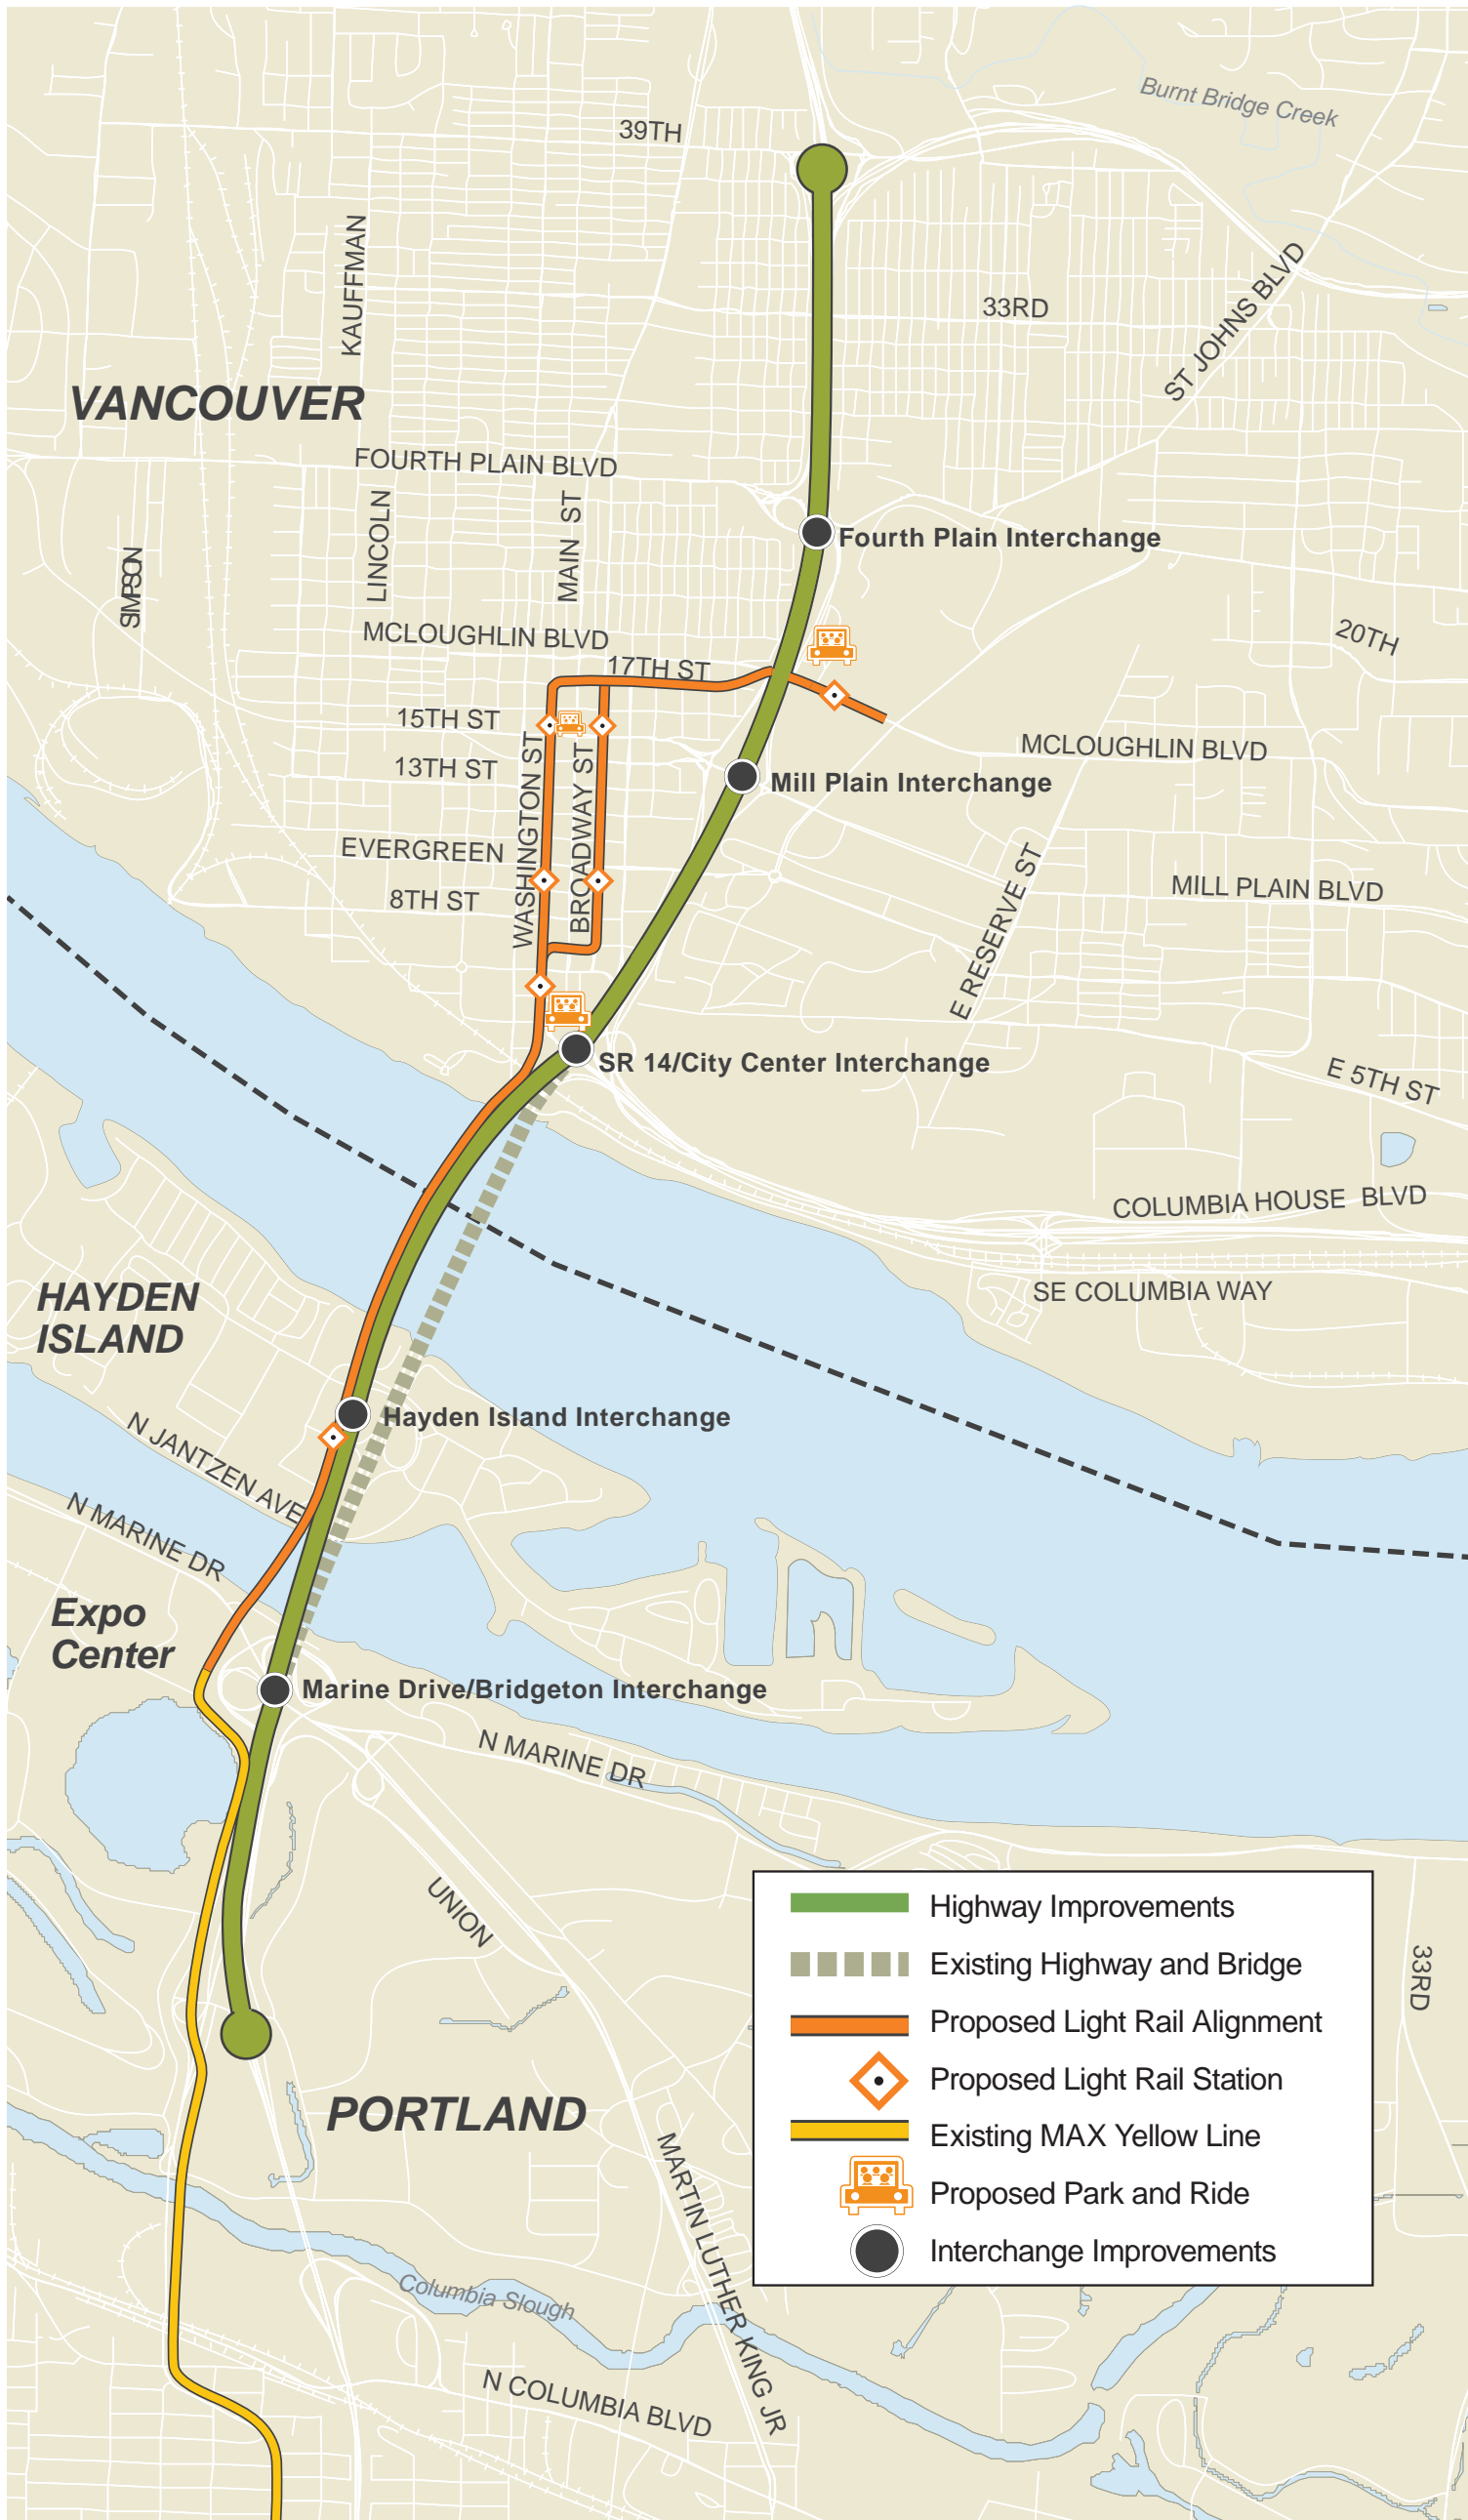 Burnt Bridge Creek
39TH
KAUFFMAN
33RD
ST JOHNS BLVD
VANCOUVER
FOURTH PLAIN BLVD
LINCOLN
MAIN ST
SIMPSON
Fourth Plain Interchange
20TH
MCLOUGHLIN BLVD
17TH ST
15TH ST
13TH ST
WASHINGTON ST
BROADWAY ST
MCLOUGHLIN BLVD
Mill Plain Interchange
EVERGREEN
8TH ST
E RESERVE ST
MILL PLAIN BLVD
SR 14/City Center Interchange
E 5TH ST
COLUMBIA HOUSE BLVD
SE COLUMBIA WAY
HAYDEN
ISLAND
Hayden Island Interchange
N JANTZEN AVE
N MARINE DR
Expo
Center
Marine Drive/Bridgeton Interchange
N MARINE DR
UNION
33RD
PORTLAND
MARTIN LUTHER KING JR
Columbia Slough
N COLUMBIA BLVD
Highway Improvements
Existing Highway and Bridge
Proposed Light Rail Alignment
Proposed Light Rail Station
Existing MAX Yellow Line
Proposed Park and Ride
Interchange Improvements